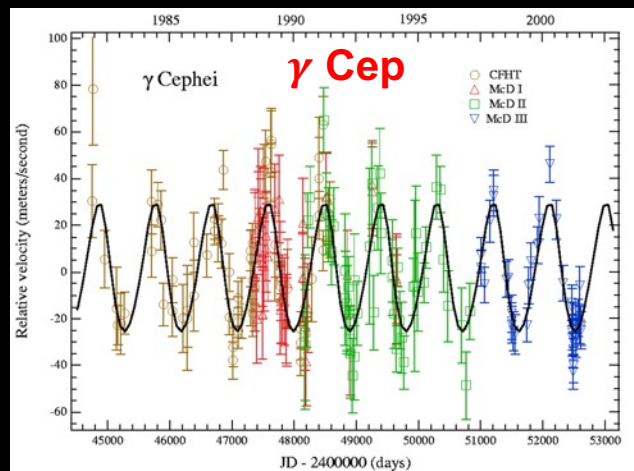 1985 1990 1995 2000
γ Cephei
γ Cep
CFHT
McD I
McD II
McD III
Relative velocity (meters/second)
100
80
60
40
20
0
-20
-40
-60
45000 46000 47000 48000 49000 50000 51000 52000 53000
JD - 2400000 (days)